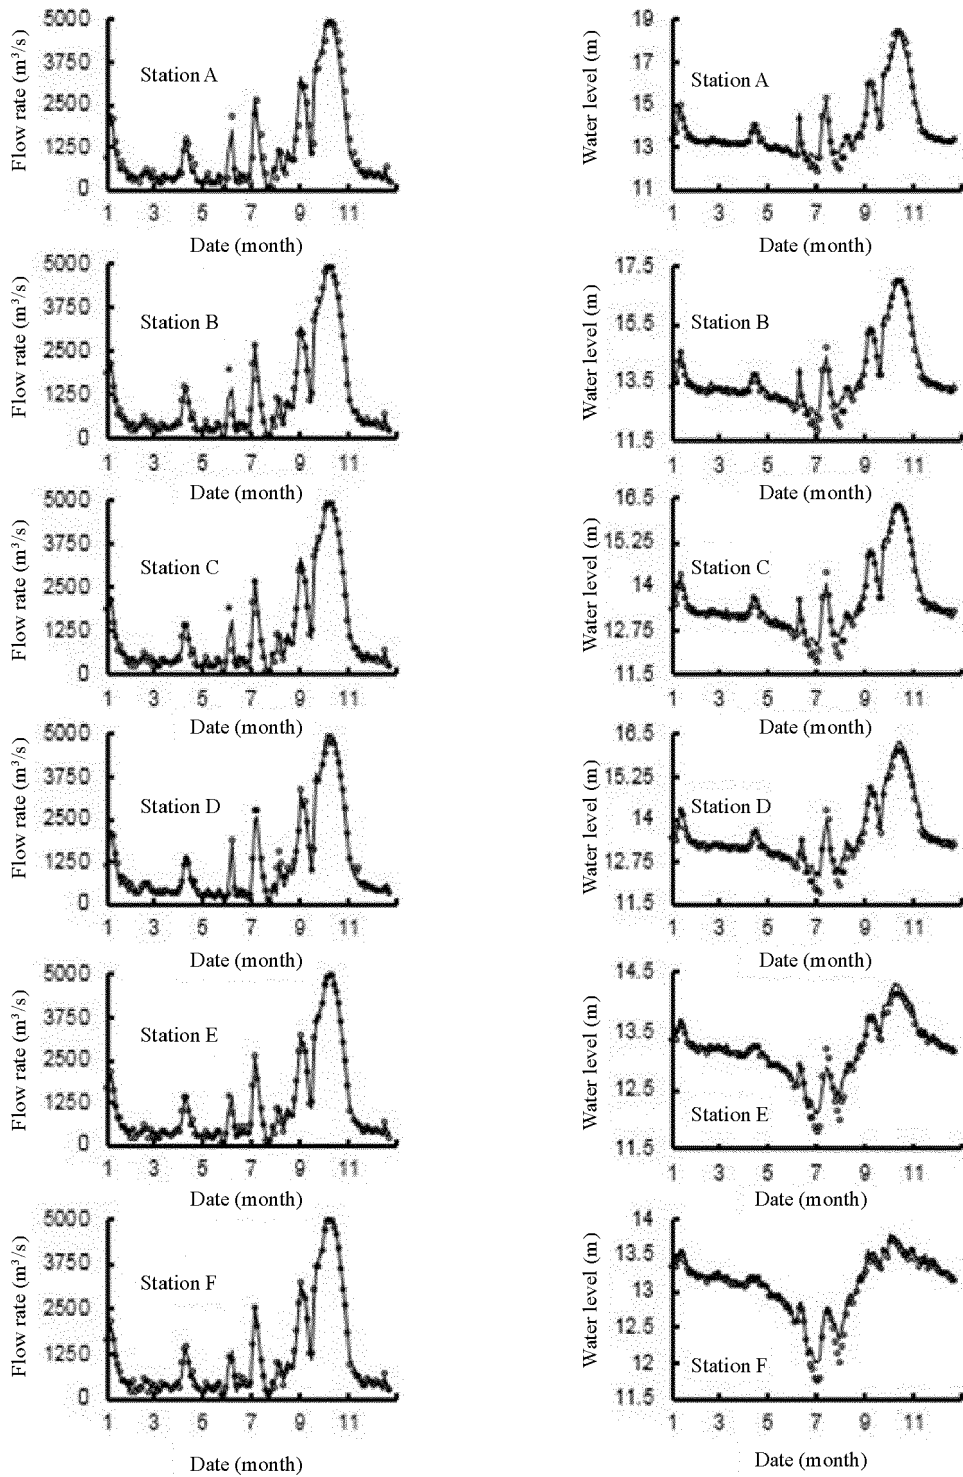 Flow rate (m³/s)
5000
3750
2500
1250
0
Station A
1 3 5 7 9 11
Date (month)
Water level (m)
19
17
15
13
11
Station A
1 3 5 7 9 11
Date (month)
Flow rate (m³/s)
5000
3750
2500
1250
0
Station B
1 3 5 7 9 11
Date (month)
Water level (m)
17.5
15.5
13.5
11.5
Station B
1 3 5 7 9 11
Date (month)
Flow rate (m³/s)
5000
3750
2500
1250
0
Station C
1 3 5 7 9 11
Date (month)
Water level (m)
16.5
15.25
14
12.75
11.5
Station C
1 3 5 7 9 11
Date (month)
Flow rate (m³/s)
5000
3750
2500
1250
0
Station D
1 3 5 7 9 11
Date (month)
Water level (m)
16.5
15.25
14
12.75
11.5
Station D
1 3 5 7 9 11
Date (month)
Flow rate (m³/s)
5000
3750
2500
1250
0
Station E
1 3 5 7 9 11
Date (month)
Water level (m)
14.5
13.5
12.5
11.5
Station E
1 3 5 7 9 11
Date (month)
Flow rate (m³/s)
5000
3750
2500
1250
0
Station F
1 3 5 7 9 11
Date (month)
Water level (m)
14
13.5
13
12.5
12
11.5
Station F
1 3 5 7 9 11
Date (month)